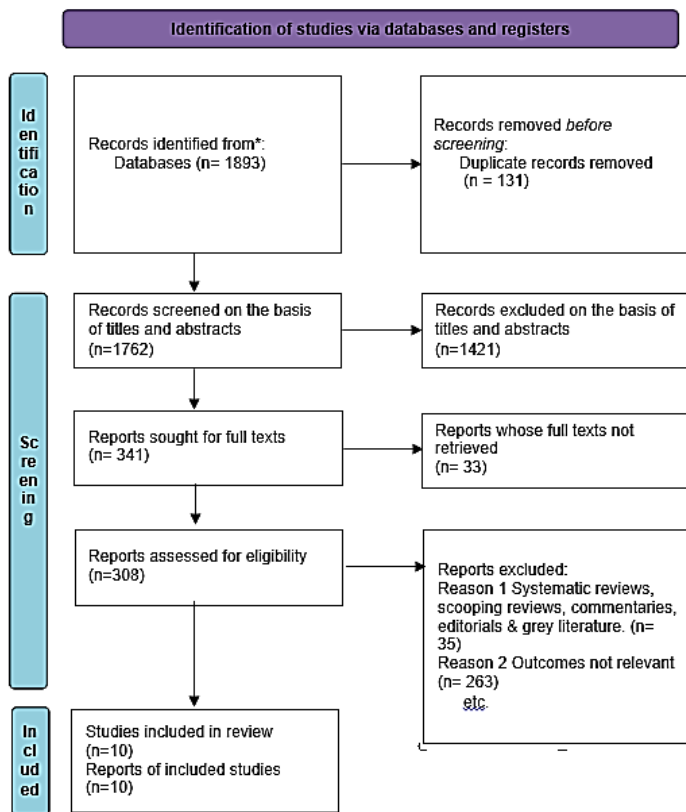 Identification of studies via databases and registers
Id
en
tifi
ca
tio
n
Records identified from*:
Databases (n= 1893)
Records removed before
screening:
Duplicate records removed
(n = 131)
Sc
re
en
in
g
Records screened on the basis
of titles and abstracts
(n=1762)
Records excluded on the basis of
titles and abstracts
(n=1421)
Reports sought for full texts
(n= 341)
Reports whose full texts not
retrieved
(n= 33)
Reports assessed for eligibility
(n=308)
Reports excluded:
Reason 1 Systematic reviews,
scooping reviews, commentaries,
editorials & grey literature. (n=
35)
Reason 2 Outcomes not relevant
(n= 263)
etc.
In
cl
ud
ed
Studies included in review
(n=10)
Reports of included studies
(n=10)